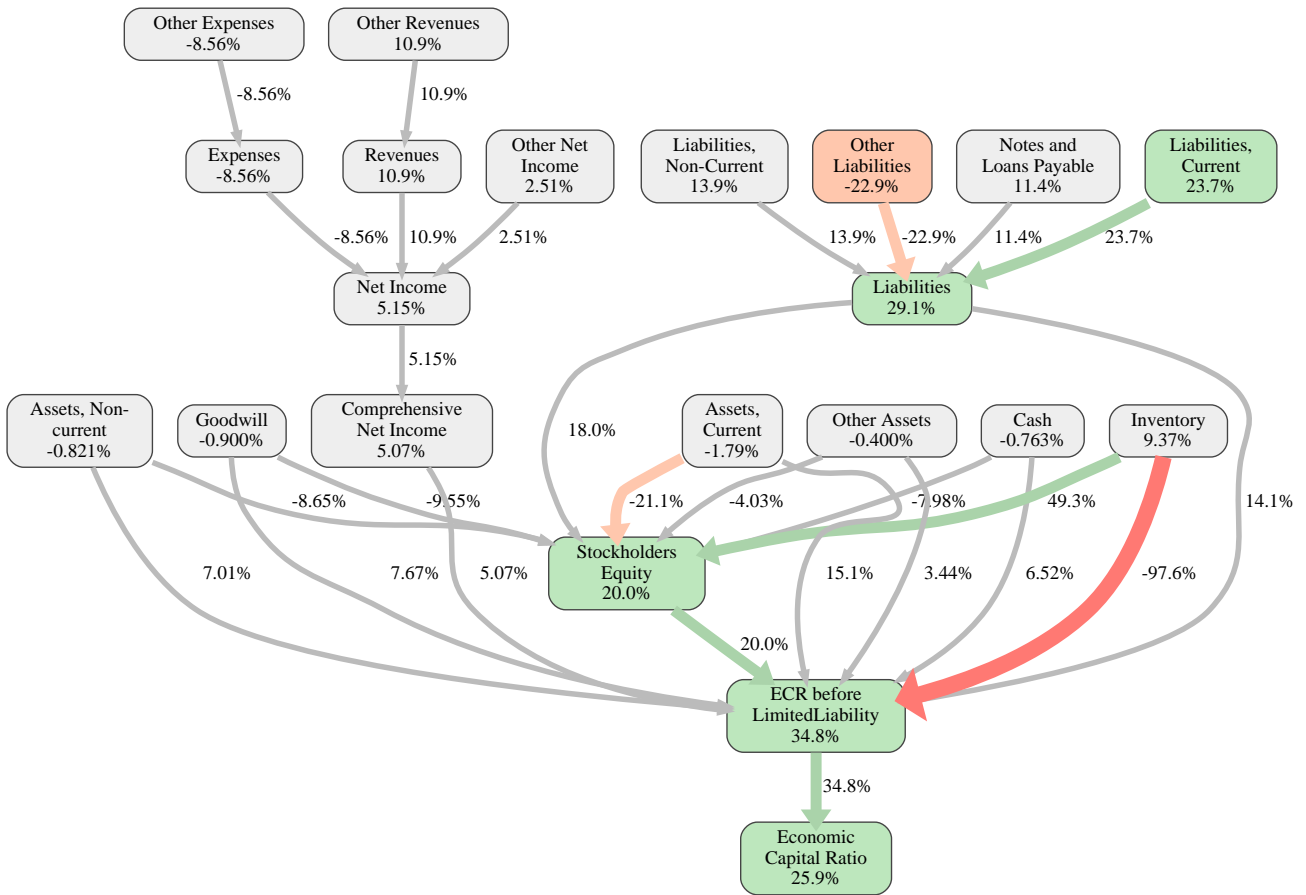 Other Expenses
-8.56%
Other Revenues
10.9%
-8.56%
10.9%
Expenses
-8.56%
Revenues
10.9%
Other Net
Income
2.51%
Liabilities,
Non-Current
13.9%
Other
Liabilities
-22.9%
Notes and
Loans Payable
11.4%
Liabilities,
Current
23.7%
-8.56%
10.9%
2.51%
13.9%
-22.9%
11.4%
23.7%
Net Income
5.15%
Liabilities
29.1%
5.15%
Assets, Non-
current
-0.821%
Goodwill
-0.900%
Comprehensive
Net Income
5.07%
18.0%
Assets,
Current
-1.79%
Other Assets
-0.400%
Cash
-0.763%
Inventory
9.37%
-8.65%
-9.55%
-21.1%
-4.03%
-7.98%
49.3%
14.1%
Stockholders
Equity
20.0%
7.01%
7.67%
5.07%
15.1%
3.44%
6.52%
-97.6%
20.0%
ECR before
LimitedLiability
34.8%
34.8%
Economic
Capital Ratio
25.9%